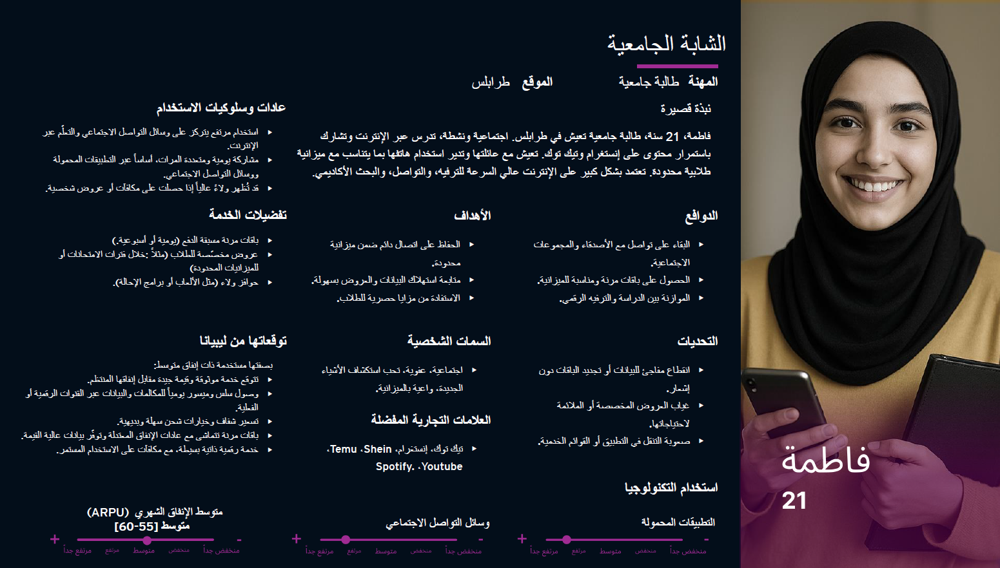 الشابة الجامعية
المهنة طالبة جامعية الموقع طرابلس
نبذة قصيرة
فاطمة، 21 سنة، طالبة جامعية تعيش في طرابلس. اجتماعية ونشطة، تدرس عبر الإنترنت وتشارك
باستمرار محتوى على إنستغرام وتيك توك. تعيش مع عائلتها وتدير استخدام هاتفها بما يتناسب مع ميزانية
طلابية محدودة. تعتمد بشكل كبير على الإنترنت عالي السرعة للترفيه، والتواصل، والبحث الأكاديمي.
الدوافع
البقاء على تواصل مع الأصدقاء والمجموعات
الاجتماعية.
الحصول على باقات مرنة ومناسبة للميزانية.
الموازنة بين الدراسة والترفيه الرقمي.
الأهداف
الحفاظ على اتصال دائم ضمن ميزانية
محدودة.
متابعة استهلاك البيانات والعروض بسهولة.
الاستفادة من مزايا حصرية للطلاب.
التحديات
انقطاع مفاجئ للبيانات أو تجديد الباقات دون
إشعار.
غياب العروض المخصصة أو الملائمة
لاحتياجاتها.
صعوبة التنقل في التطبيق أو القوائم الخدمية.
السمات الشخصية
اجتماعية، عفوية، تحب استكشاف الأشياء
الجديدة، واعية بالميزانية.
العلامات التجارية المفضلة
تيك توك، إنستغرام، Shein، Temu،
Youtube، Spotify.
عادات وسلوكيات الاستخدام
استخدام مرتفع يتركز على وسائل التواصل الاجتماعي والتعلّم عبر
الإنترنت.
مشاركة يومية ومتعددة المرات، أساساً عبر التطبيقات المحمولة
ووسائل التواصل الاجتماعي.
قد تُظهر ولاءً عالياً إذا حصلت على مكافآت أو عروض شخصية.
تفضيلات الخدمة
باقات مرنة مسبقة الدفع (يومية أو أسبوعية.)
عروض مخصّصة للطلاب (مثلاً :خلال فترات الامتحانات أو
للميزانيات المحدودة)
حوافز ولاء (مثل الألعاب أو برامج الإحالة).
توقعاتها من ليبيانا
بصفتها مستخدمة ذات إنفاق متوسط:
تتوقع خدمة موثوقة وقيمة جيدة مقابل إنفاقها المنتظم.
وصول سلس وميسور يومياً للمكالمات والبيانات عبر القنوات الرقمية أو
الفعلية.
تسعير شفاف وخيارات شحن سهلة وبديهية.
باقات مرنة تتماشى مع عادات الإنفاق المعتدلة وتوفّر بيانات عالية القيمة.
خدمة رقمية ذاتية بسيطة، مع مكافآت على الاستخدام المستمر.
استخدام التكنولوجيا
التطبيقات المحمولة
- +
منخفض جداً منخفض متوسط مرتفع مرتفع جداً
وسائل التواصل الاجتماعي
- +
منخفض جداً منخفض متوسط مرتفع مرتفع جداً
متوسط الإنفاق الشهري (ARPU)
متوسط [55-60]
- +
منخفض جداً منخفض متوسط مرتفع مرتفع جداً
فاطمة
21